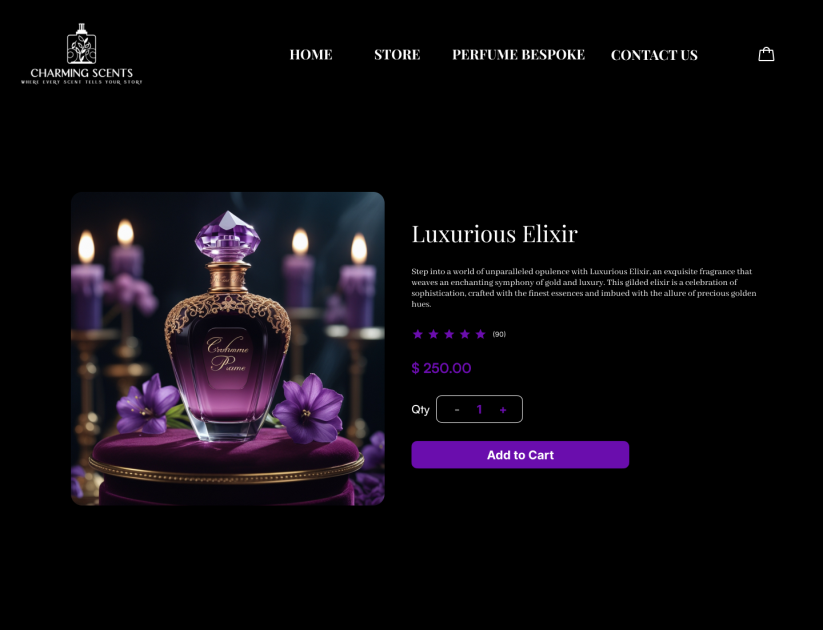 CHARMING SCENTS
WHERE EVERY SCENT TELLS YOUR STORY
HOME
STORE
PERFUME BESPOKE
CONTACT US
Luxurious Elixir
Step into a world of unparalleled opulence with Luxurious Elixir, an exquisite fragrance that
weaves an enchanting symphony of gold and luxury. This gilded elixir is a celebration of
sophistication, crafted with the finest essences and imbued with the allure of precious golden
hues.
(90)
$ 250.00
Qty - 1 +
Add to Cart